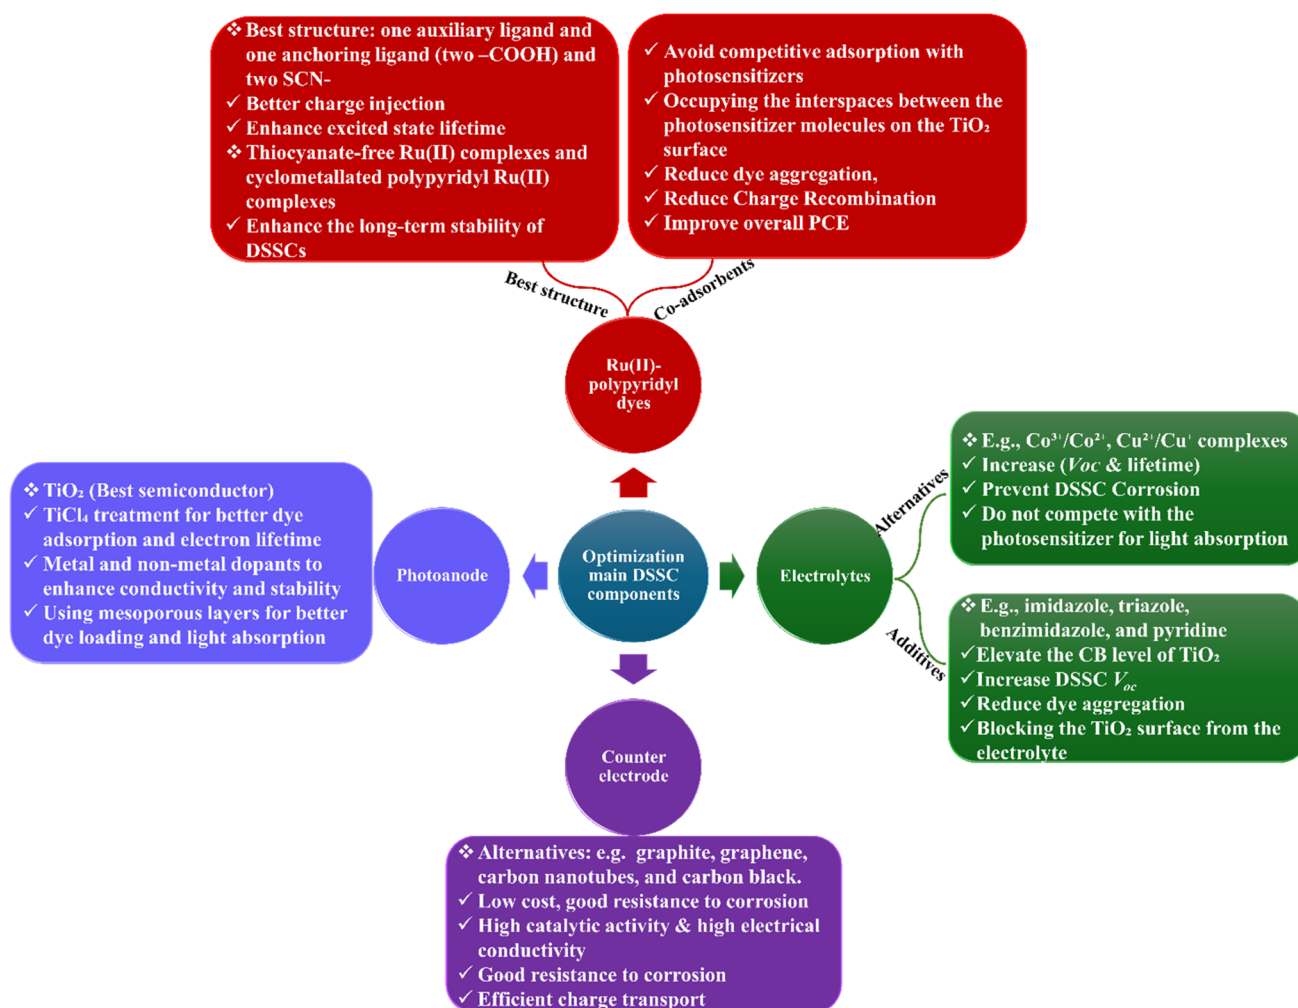 ❖ Best structure: one auxiliary ligand and
one anchoring ligand (two –COOH) and
two SCN-
✓ Better charge injection
✓ Enhance excited state lifetime
❖ Thiocyanate-free Ru(II) complexes and
cyclometallated polypyridyl Ru(II)
complexes
✓ Enhance the long-term stability of
DSSCs
✓ Avoid competitive adsorption with
photosensitizers
✓ Occupying the interspaces between the
photosensitizer molecules on the TiO₂
surface
✓ Reduce dye aggregation,
✓ Reduce Charge Recombination
✓ Improve overall PCE
Best structure
Co-adsorbents
Ru(II)-
polypyridyl
dyes
❖ TiO₂ (Best semiconductor)
✓ TiCl₄ treatment for better dye
adsorption and electron lifetime
✓ Metal and non-metal dopants to
enhance conductivity and stability
✓ Using mesoporous layers for better
dye loading and light absorption
Photoanode
Optimization
main DSSC
components
Electrolytes
Alternatives
❖ E.g., Co³⁺/Co²⁺, Cu²⁺/Cu⁺ complexes
✓ Increase (Voc & lifetime)
✓ Prevent DSSC Corrosion
✓ Do not compete with the
photosensitizer for light absorption
Additives
❖ E.g., imidazole, triazole,
benzimidazole, and pyridine
✓ Elevate the CB level of TiO₂
✓ Increase DSSC Voc
✓ Reduce dye aggregation
✓ Blocking the TiO₂ surface from the
electrolyte
Counter
electrode
❖ Alternatives: e.g. graphite, graphene,
carbon nanotubes, and carbon black.
✓ Low cost, good resistance to corrosion
✓ High catalytic activity & high electrical
conductivity
✓ Good resistance to corrosion
✓ Efficient charge transport